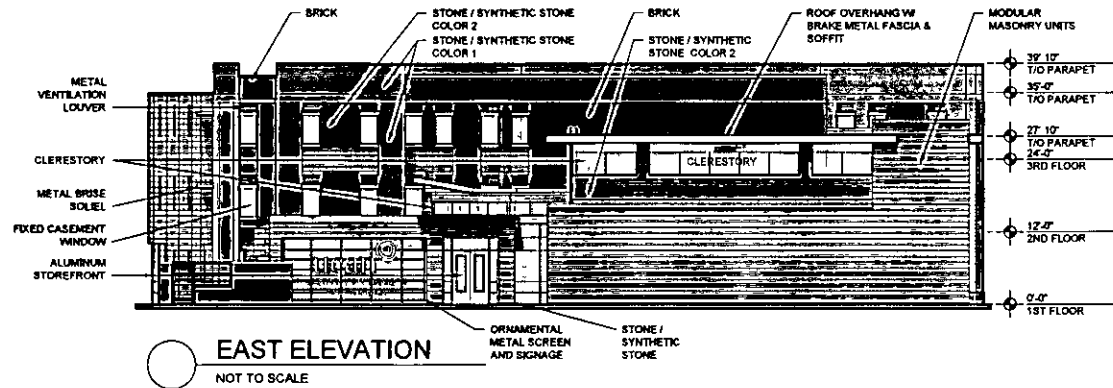 BRICK
STONE / SYNTHETIC STONE
COLOR 2
STONE / SYNTHETIC STONE
COLOR 1
BRICK
STONE / SYNTHETIC
STONE COLOR 2
ROOF OVERHANG W/
BRAKE METAL FASCIA &
SOFFIT
MODULAR
MASONRY UNITS
METAL
VENTILATION
LOUVER
CLERESTORY
METAL BRISE
SOLIEL
FIXED CASEMENT
WINDOW
ALUMINUM
STOREFRONT
CLERESTORY
39' 10"
T/O PARAPET
35'-0"
T/O PARAPET
27' 10"
T/O PARAPET
24'-0"
3RD FLOOR
12'-0"
2ND FLOOR
0'-0"
1ST FLOOR
ORNAMENTAL
METAL SCREEN
AND SIGNAGE
STONE /
SYNTHETIC
STONE
EAST ELEVATION
NOT TO SCALE